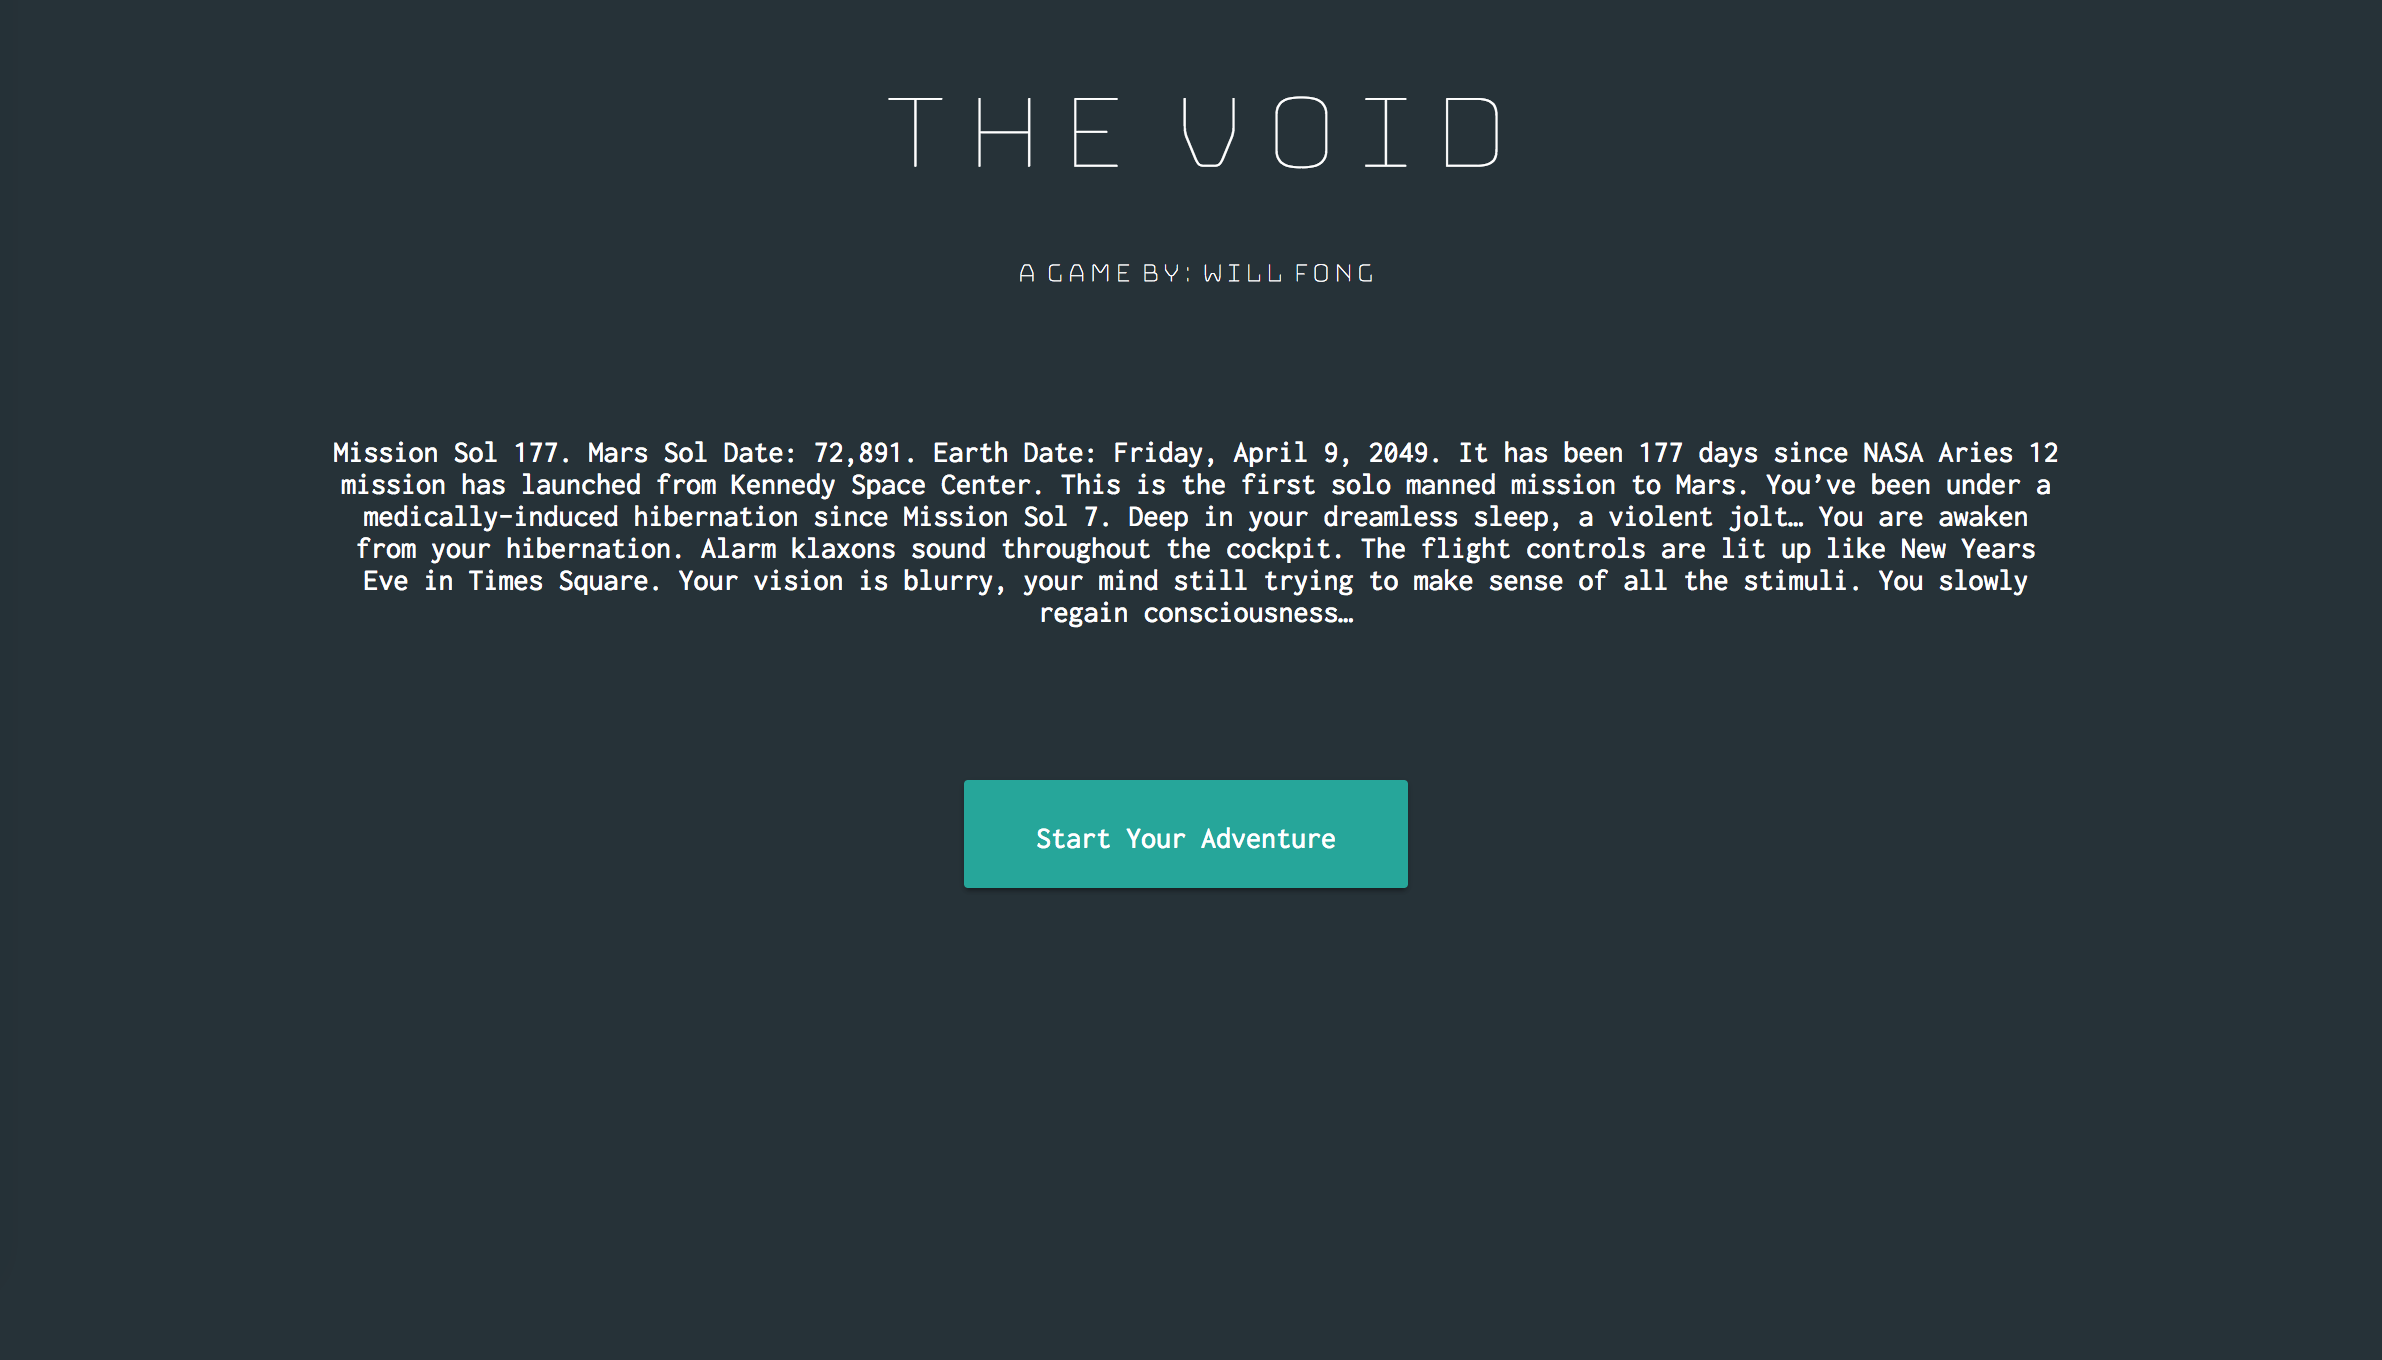 THE VOID
A GAME BY: WILL FONG
Mission Sol 177. Mars Sol Date: 72,891. Earth Date: Friday, April 9, 2049. It has been 177 days since NASA Aries 12
mission has launched from Kennedy Space Center. This is the first solo manned mission to Mars. You’ve been under a
medically-induced hibernation since Mission Sol 7. Deep in your dreamless sleep, a violent jolt… You are awaken
from your hibernation. Alarm klaxons sound throughout the cockpit. The flight controls are lit up like New Years
Eve in Times Square. Your vision is blurry, your mind still trying to make sense of all the stimuli. You slowly
regain consciousness…
Start Your Adventure